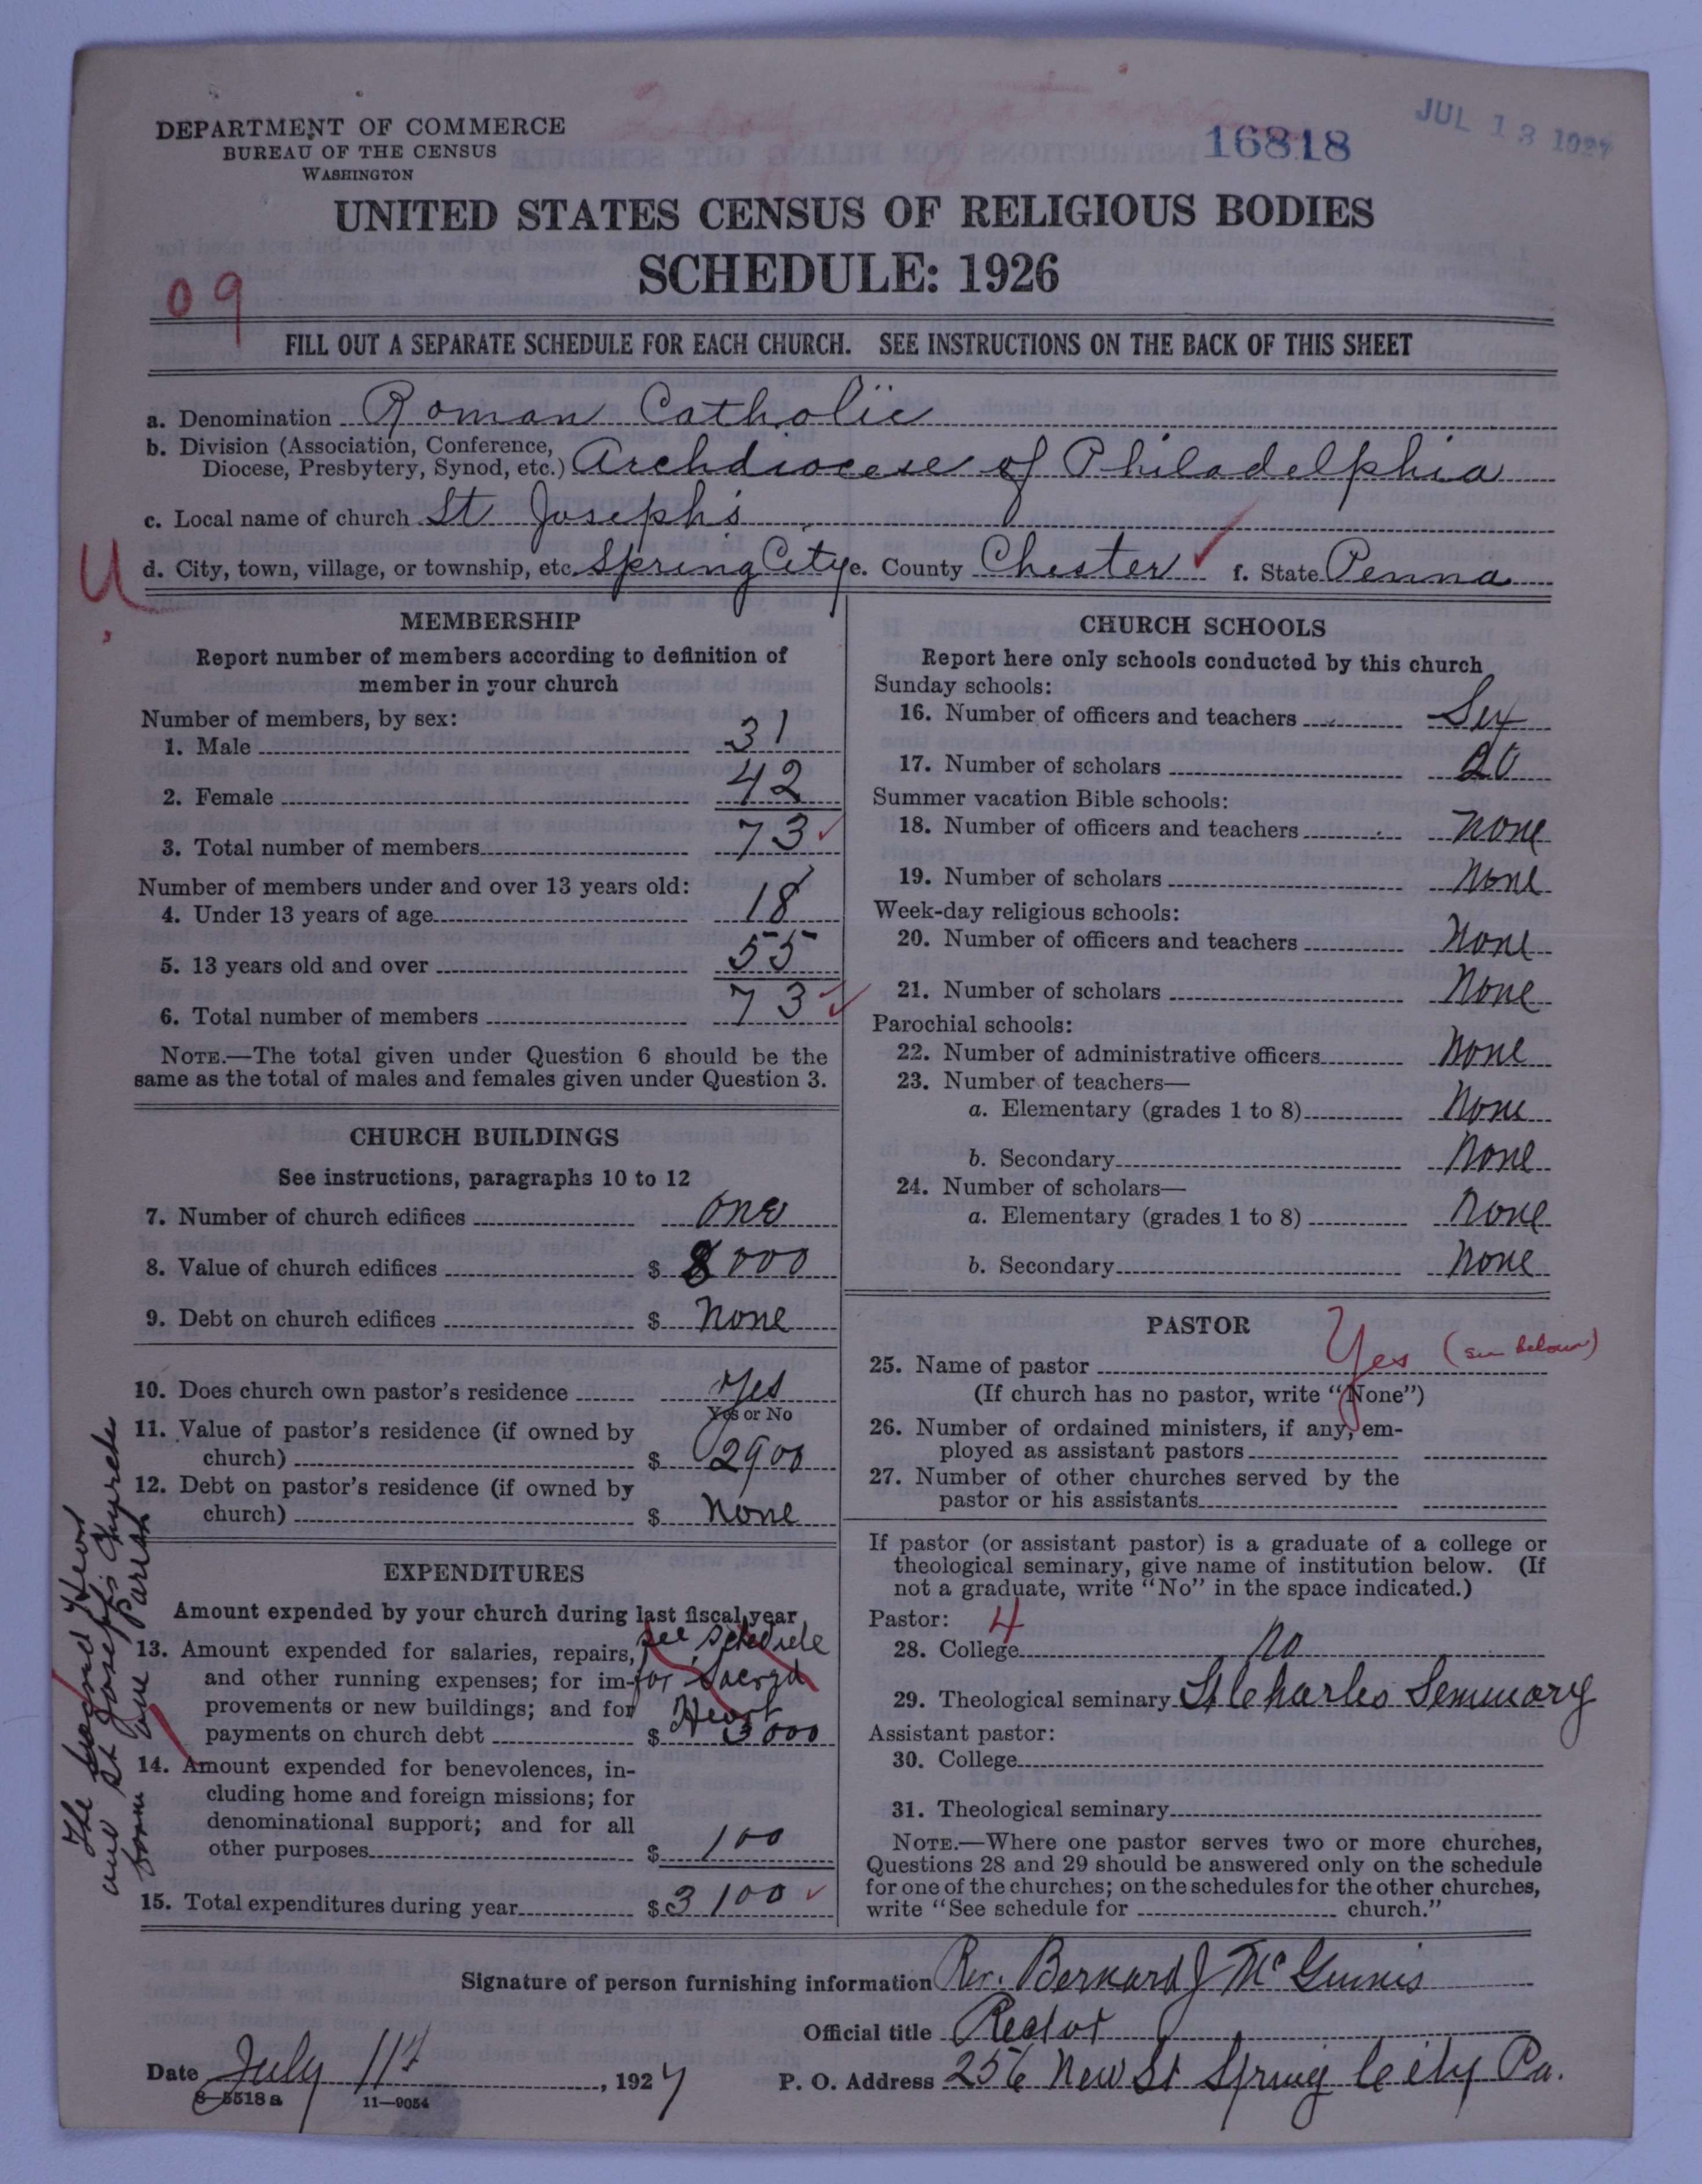 DEPARTMENT OF COMMERCE
BUREAU OF THE CENSUS
WASHINGTON
16818
JUL 13 1927
UNITED STATES CENSUS OF RELIGIOUS BODIES
SCHEDULE: 1926
09
FILL OUT A SEPARATE SCHEDULE FOR EACH CHURCH. SEE INSTRUCTIONS ON THE BACK OF THIS SHEET
a. Denomination Roman Catholic
b. Division (Association, Conference,
Diocese, Presbytery, Synod, etc.) Archdiocese of Philadelphia
c. Local name of church St Joseph's
U
d. City, town, village, or township, etc. Spring City e. County Chester f. State Penna
MEMBERSHIP
Report number of members according to definition of
member in your church
Number of members, by sex:
1. Male 31
2. Female 42
3. Total number of members 73
Number of members under and over 13 years old:
4. Under 13 years of age 18
5. 13 years old and over 55
6. Total number of members 73
NOTE.—The total given under Question 6 should be the
same as the total of males and females given under Question 3.
CHURCH BUILDINGS
See instructions, paragraphs 10 to 12
7. Number of church edifices one
8. Value of church edifices $ 8000
9. Debt on church edifices $ None
10. Does church own pastor's residence Yes
Yes or No
11. Value of pastor's residence (if owned by
church) $ 2900
12. Debt on pastor's residence (if owned by
church) $ None
EXPENDITURES
Amount expended by your church during last fiscal year
13. Amount expended for salaries, repairs, see schedule
and other running expenses; for im- for Sacred
provements or new buildings; and for Heart
payments on church debt $ 3000
14. Amount expended for benevolences, in-
cluding home and foreign missions; for
denominational support; and for all
other purposes $ 100
15. Total expenditures during year $ 3100
The Sacred Heart
and St Joseph's Churches
form one Parish
CHURCH SCHOOLS
Report here only schools conducted by this church
Sunday schools:
16. Number of officers and teachers Six
17. Number of scholars 20
Summer vacation Bible schools:
18. Number of officers and teachers None
19. Number of scholars None
Week-day religious schools:
20. Number of officers and teachers None
21. Number of scholars None
Parochial schools:
22. Number of administrative officers None
23. Number of teachers—
a. Elementary (grades 1 to 8) None
b. Secondary None
24. Number of scholars—
a. Elementary (grades 1 to 8) None
b. Secondary None
PASTOR
25. Name of pastor Yes (see below)
(If church has no pastor, write "None")
26. Number of ordained ministers, if any, em-
ployed as assistant pastors
27. Number of other churches served by the
pastor or his assistants
If pastor (or assistant pastor) is a graduate of a college or
theological seminary, give name of institution below. (If
not a graduate, write "No" in the space indicated.)
Pastor: 4
28. College No
29. Theological seminary St Charles Seminary
Assistant pastor:
30. College
31. Theological seminary
NOTE.—Where one pastor serves two or more churches,
Questions 28 and 29 should be answered only on the schedule
for one of the churches; on the schedules for the other churches,
write "See schedule for church."
Signature of person furnishing information Rev. Bernard J McGinnis
Official title Rector
Date July 11th, 1927
P. O. Address 256 New St Spring City Pa.
8-5518a 11—9054